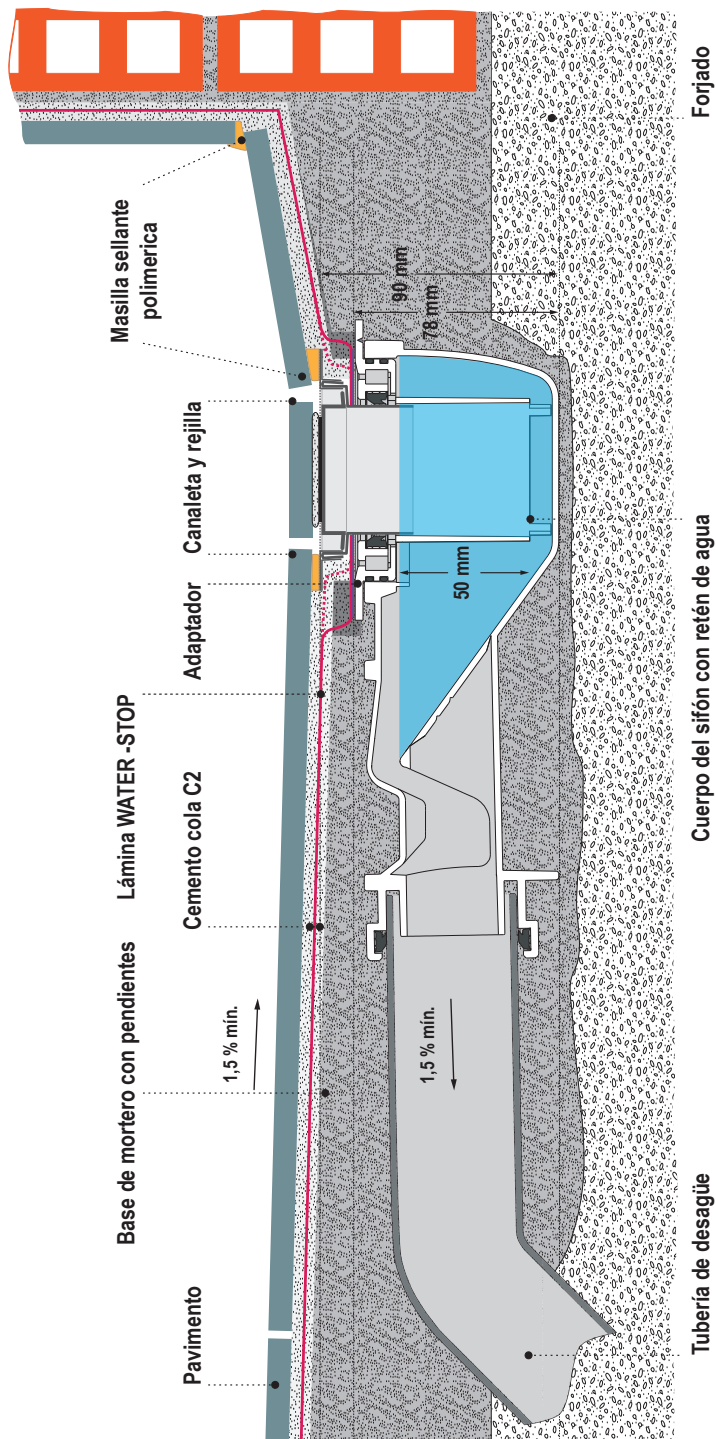 Pavimento
Base de mortero con pendientes
Lámina WATER -STOP
Cemento cola C2
Adaptador
Canaleta y rejilla
Masilla sellante
polimerica
1,5 % mín.
1,5 % mín.
50 mm
90 mm
78 mm
Tubería de desagüe
Cuerpo del sifón con retén de agua
Forjado